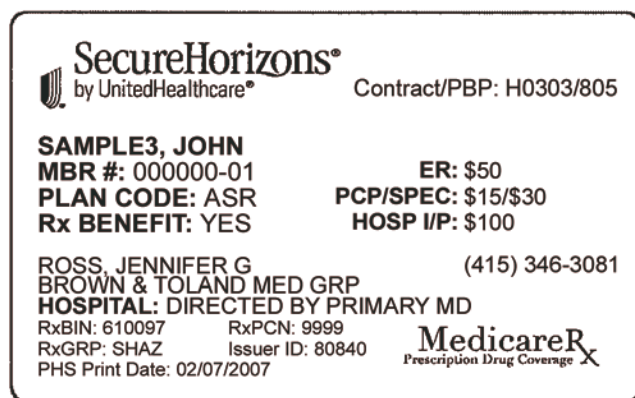 SecureHorizons®
by UnitedHealthcare®
Contract/PBP: H0303/805
SAMPLE3, JOHN
MBR #: 000000-01 ER: $50
PLAN CODE: ASR PCP/SPEC: $15/$30
Rx BENEFIT: YES HOSP I/P: $100
ROSS, JENNIFER G (415) 346-3081
BROWN & TOLAND MED GRP
HOSPITAL: DIRECTED BY PRIMARY MD
RxBIN: 610097 RxPCN: 9999
RxGRP: SHAZ Issuer ID: 80840
PHS Print Date: 02/07/2007
MedicareRx
Prescription Drug Coverage